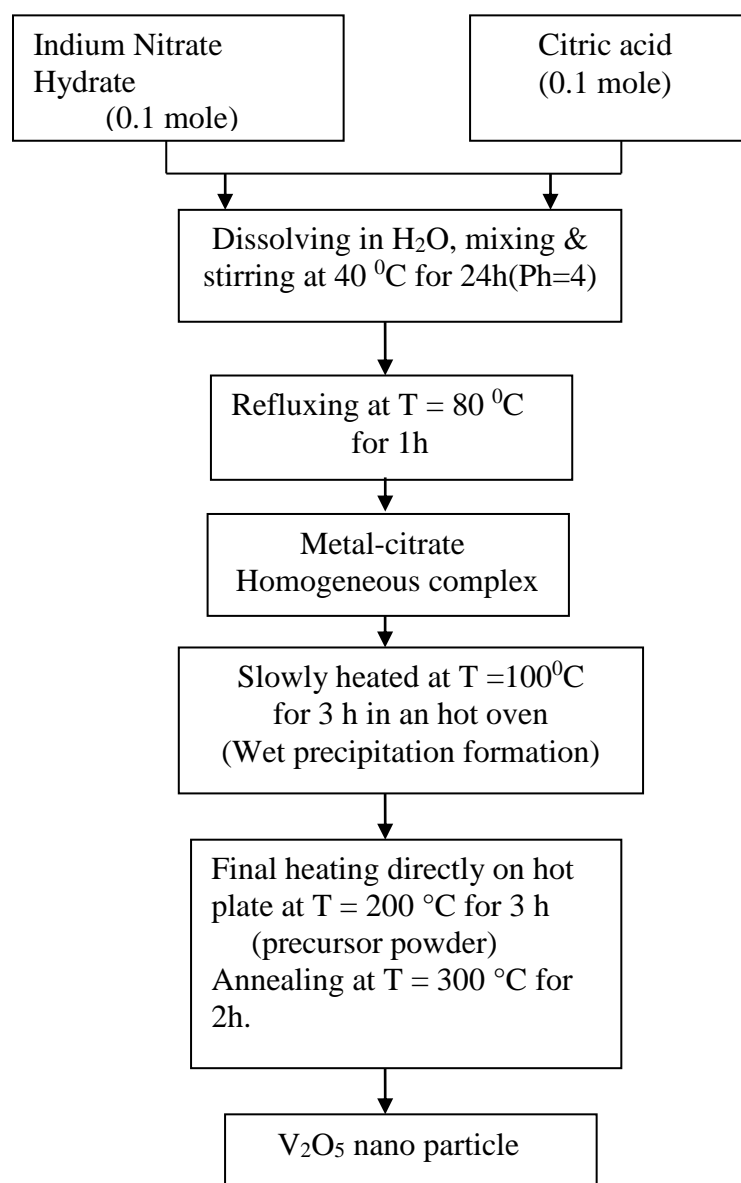 Indium Nitrate
Hydrate
(0.1 mole)
Citric acid
(0.1 mole)
Dissolving in H₂O, mixing &
stirring at 40 ⁰C for 24h(Ph=4)
Refluxing at T = 80 ⁰C
for 1h
Metal-citrate
Homogeneous complex
Slowly heated at T =100⁰C
for 3 h in an hot oven
(Wet precipitation formation)
Final heating directly on hot
plate at T = 200 °C for 3 h
(precursor powder)
Annealing at T = 300 °C for
2h.
V₂O₅ nano particle